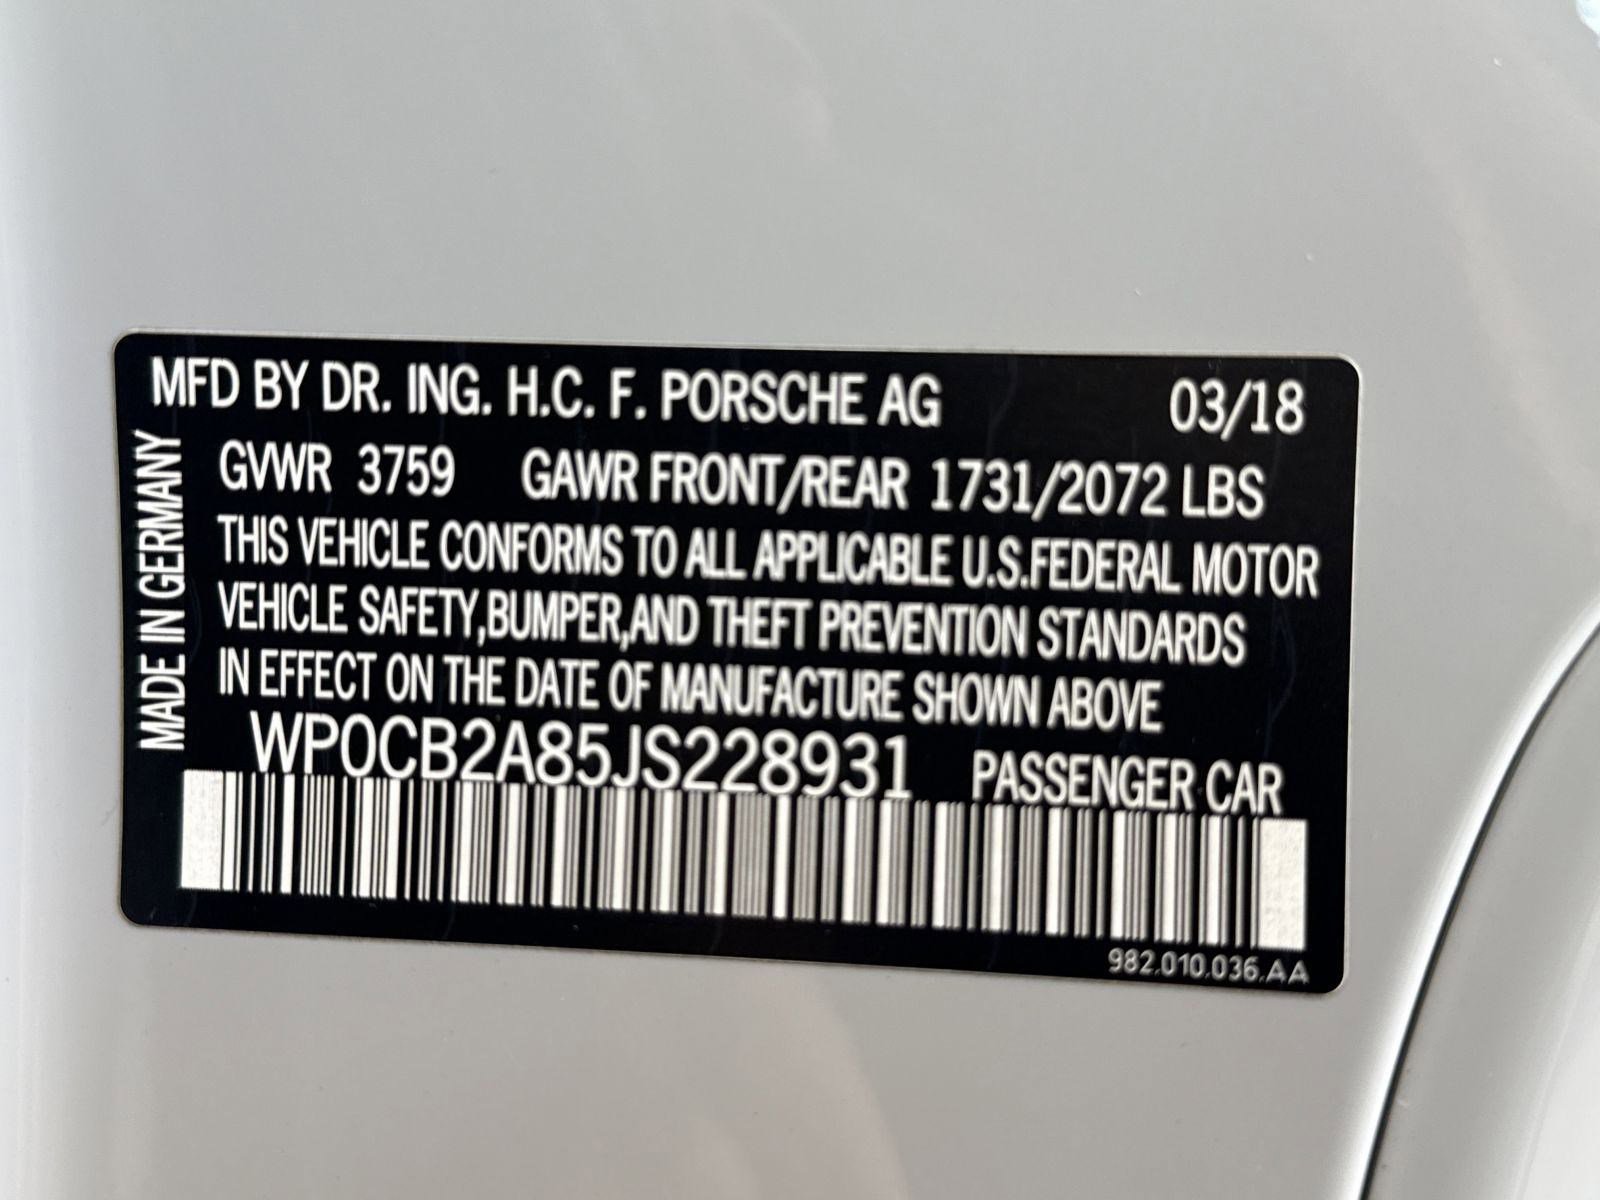 MFD BY DR. ING. H.C. F. PORSCHE AG 03/18
MADE IN GERMANY
GVWR 3759 GAWR FRONT/REAR 1731/2072 LBS
THIS VEHICLE CONFORMS TO ALL APPLICABLE U.S.FEDERAL MOTOR
VEHICLE SAFETY,BUMPER,AND THEFT PREVENTION STANDARDS
IN EFFECT ON THE DATE OF MANUFACTURE SHOWN ABOVE
WP0CB2A85JS228931 PASSENGER CAR
982.010.036.AA